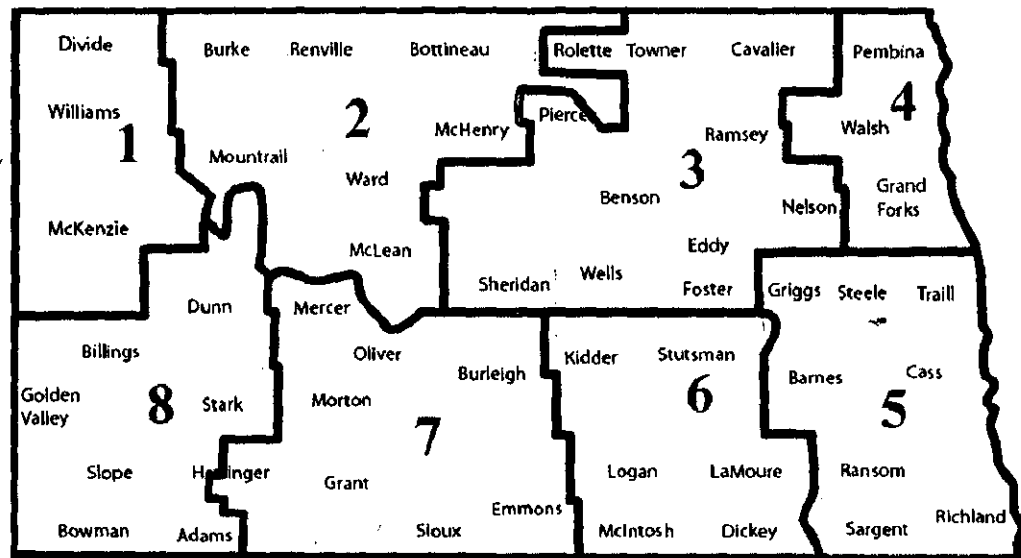 Divide
Burke
Renville
Bottineau
Rolette
Towner
Cavalier
Pembina
Williams
1
2
McHenry
Pierce
Ramsey
4
Walsh
Mountrail
Ward
3
Benson
Nelson
Grand
Forks
McKenzie
McLean
Eddy
Sheridan
Wells
Foster
Griggs
Steele
Traill
Dunn
Mercer
Billings
Oliver
Burleigh
Kidder
Stutsman
Barnes
Cass
Golden
Valley
8
Stark
Morton
7
6
5
Slope
Hettinger
Grant
Logan
LaMoure
Ransom
Bowman
Adams
Sioux
Emmons
McIntosh
Dickey
Sargent
Richland